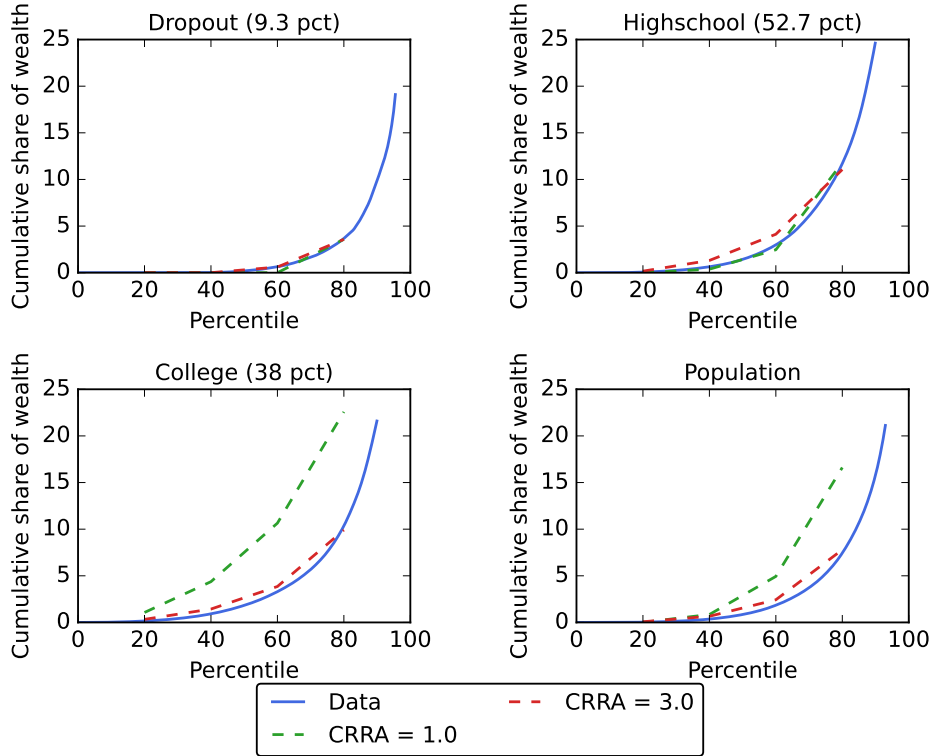 Dropout (9.3 pct)
Cumulative share of wealth
25
20
15
10
5
0
0 20 40 60 80 100
Percentile
Highschool (52.7 pct)
Cumulative share of wealth
25
20
15
10
5
0
0 20 40 60 80 100
Percentile
College (38 pct)
Cumulative share of wealth
25
20
15
10
5
0
0 20 40 60 80 100
Percentile
Population
Cumulative share of wealth
25
20
15
10
5
0
0 20 40 60 80 100
Percentile
Data
CRRA = 1.0
CRRA = 3.0